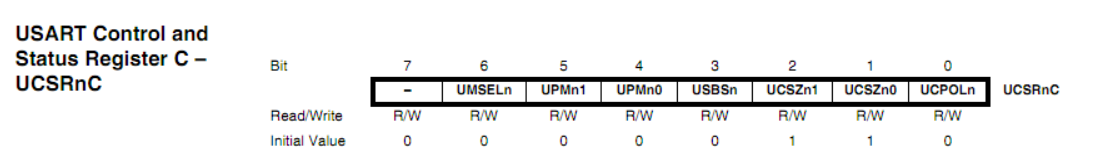 USART Control and
Status Register C –
UCSRnC
Bit 7 6 5 4 3 2 1 0
– UMSELn UPMn1 UPMn0 USBSn UCSZn1 UCSZn0 UCPOLn UCSRnC
Read/Write R/W R/W R/W R/W R/W R/W R/W R/W
Initial Value 0 0 0 0 0 1 1 0